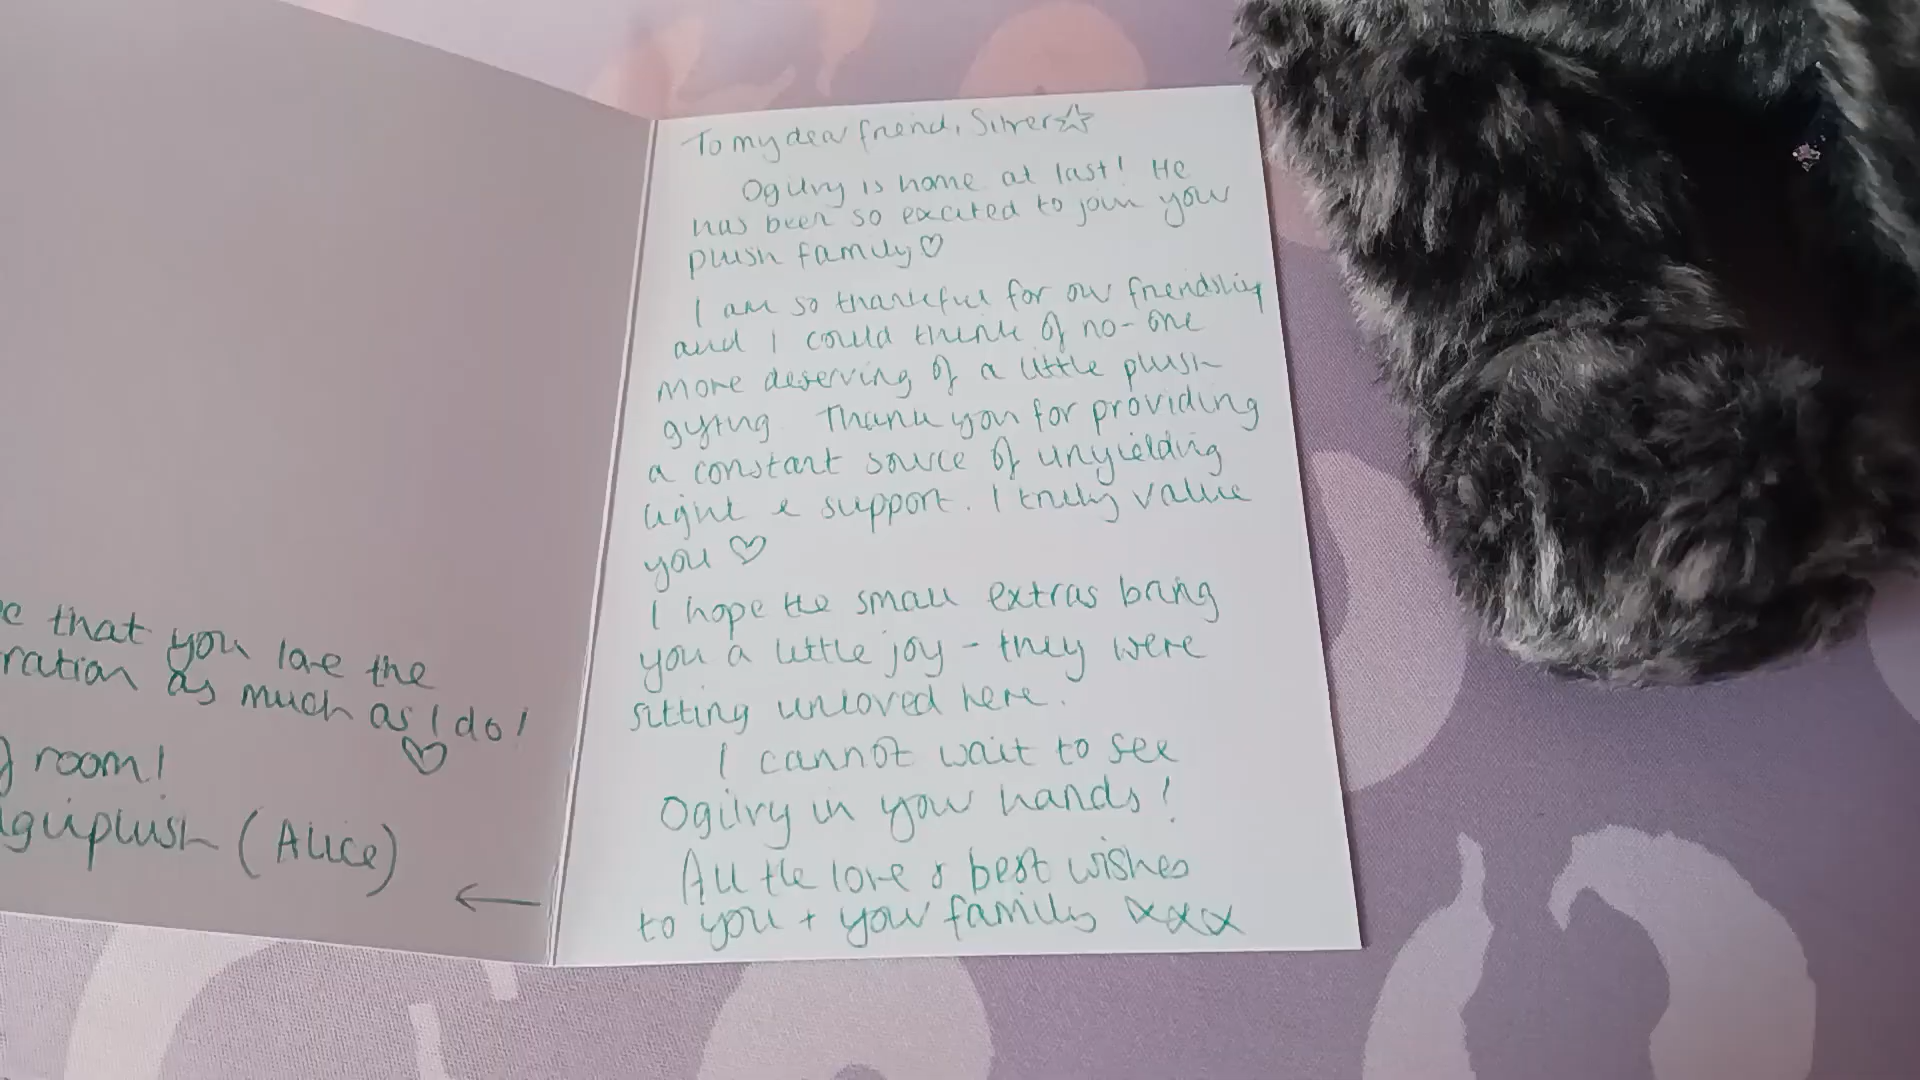 To my dear friend, Silver☆
Ogilvy is home at last! He
has been so excited to join your
plush family♡
I am so thankful for our friendship
and I could think of no-one
more deserving of a little plush
gifting. Thank you for providing
a constant source of unyielding
light & support. I truly value
you ♡
I hope the small extras bring
you a little joy - they were
sitting unloved here.
I cannot wait to see
Ogilvy in your hands!
All the love & best wishes
to you + your family xxx
←
that you love the
as much as I do!
♡
room!
(Alice)